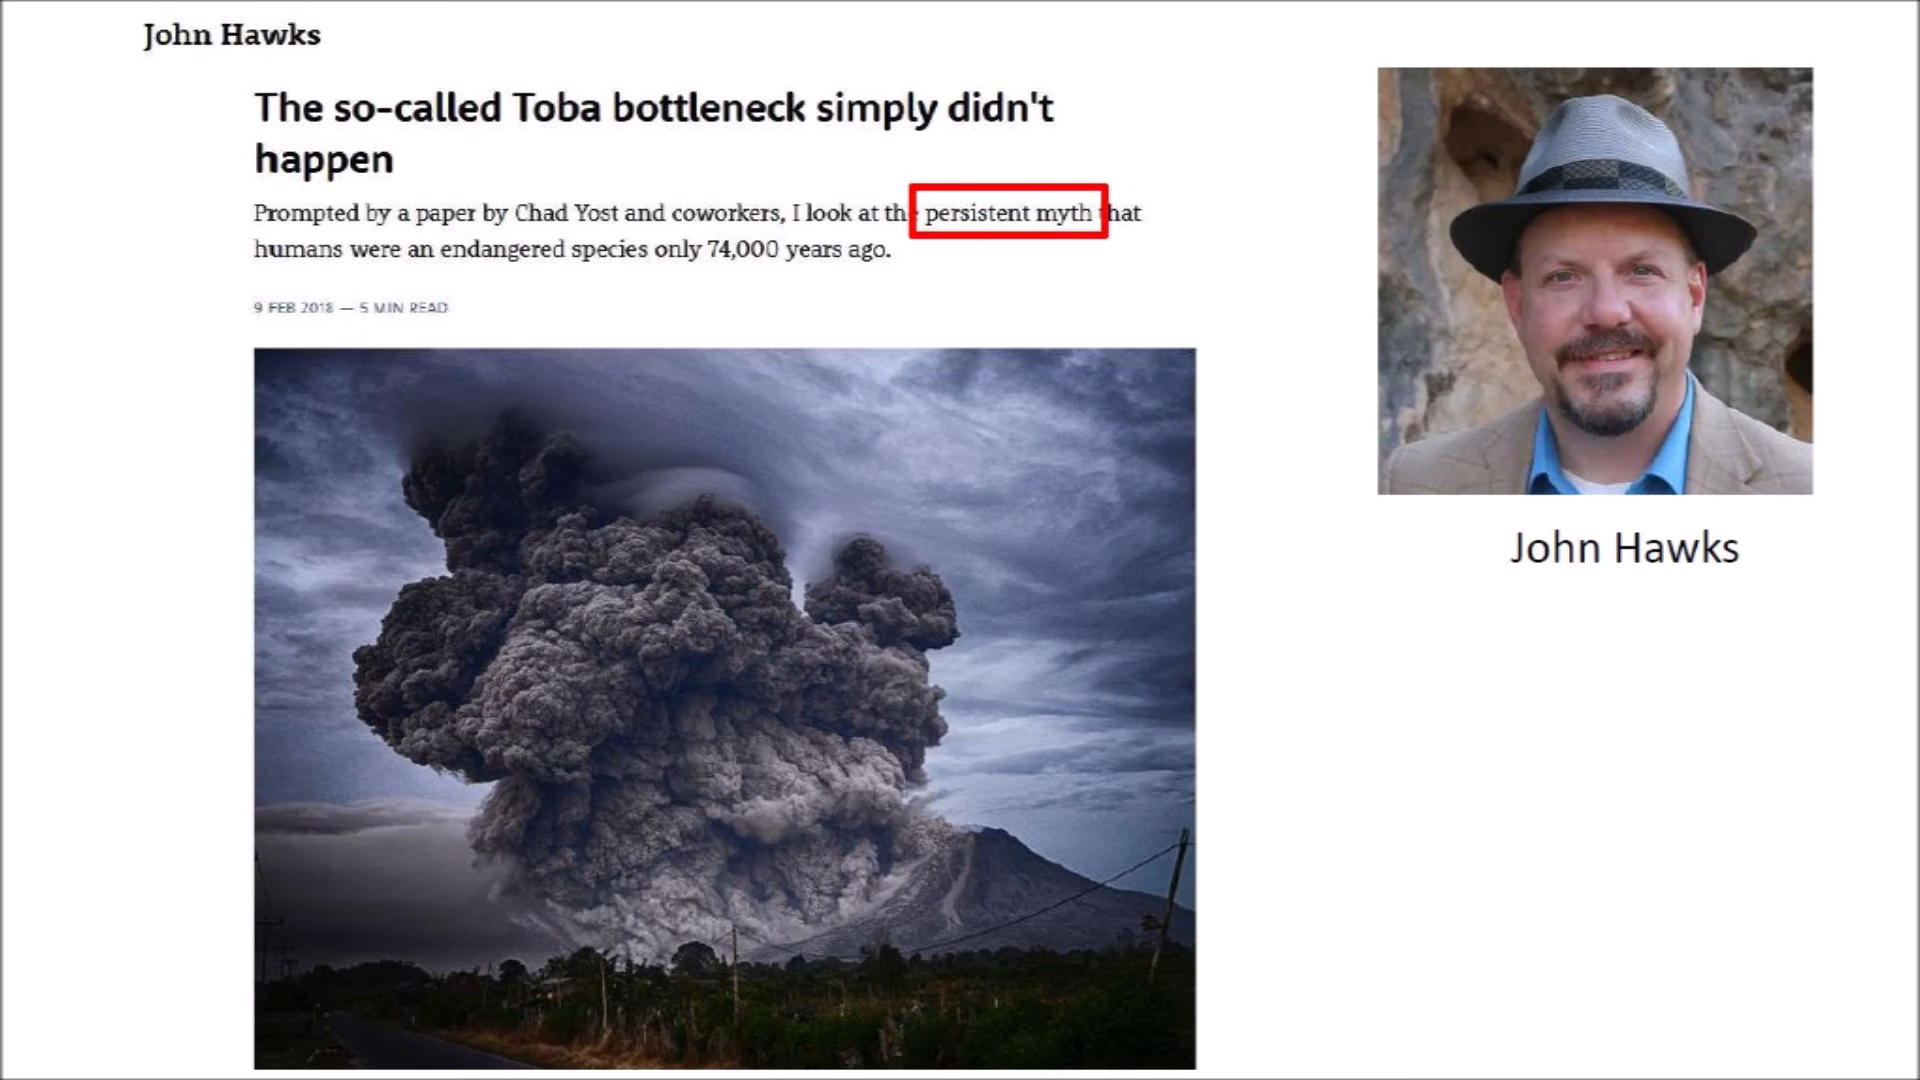 John Hawks
The so-called Toba bottleneck simply didn't
happen
Prompted by a paper by Chad Yost and coworkers, I look at the persistent myth that
humans were an endangered species only 74,000 years ago.
9 FEB 2018 — 5 MIN READ
John Hawks